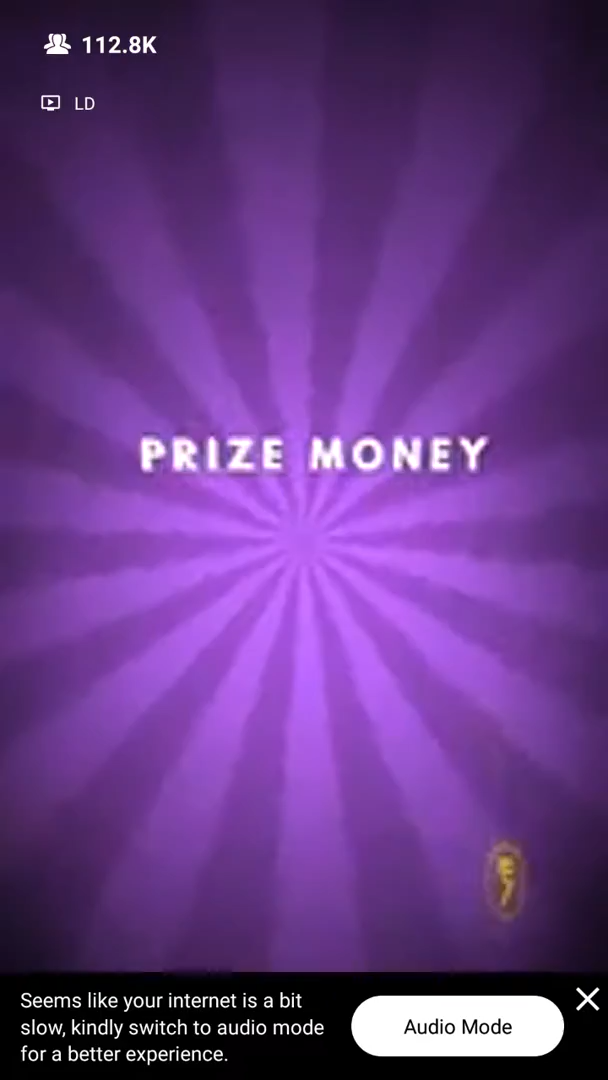 112.8K
LD
PRIZE MONEY
Seems like your internet is a bit
slow, kindly switch to audio mode
for a better experience.
Audio Mode